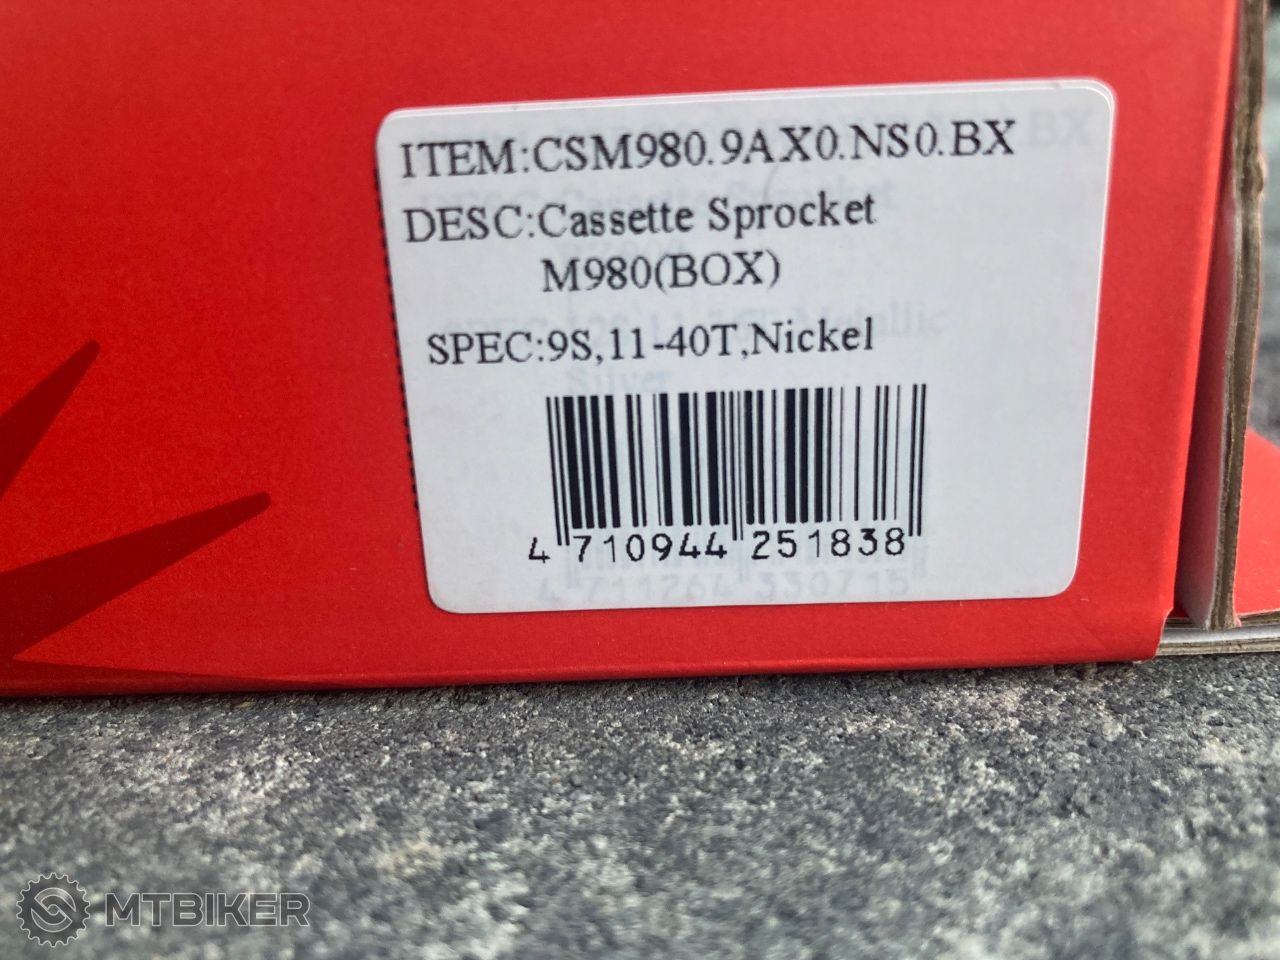 ITEM:CSM980.9AX0.NS0.BX
DESC:Cassette Sprocket
M980(BOX)
SPEC:9S,11-40T,Nickel
4 710944 251838
MTBIKER